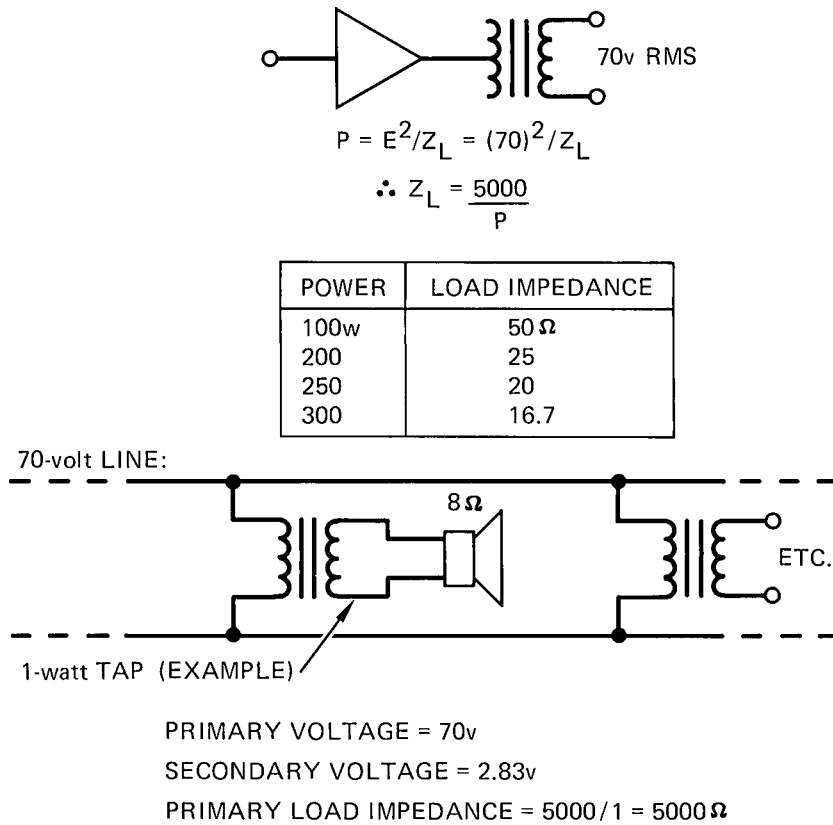 70v RMS
P = E²/Z_L = (70)²/Z_L
∴ Z_L = 5000/P
POWER LOAD IMPEDANCE
100w 50 Ω
200 25
250 20
300 16.7
70-volt LINE:
8 Ω
ETC.
1-watt TAP (EXAMPLE)
PRIMARY VOLTAGE = 70v
SECONDARY VOLTAGE = 2.83v
PRIMARY LOAD IMPEDANCE = 5000/1 = 5000 Ω